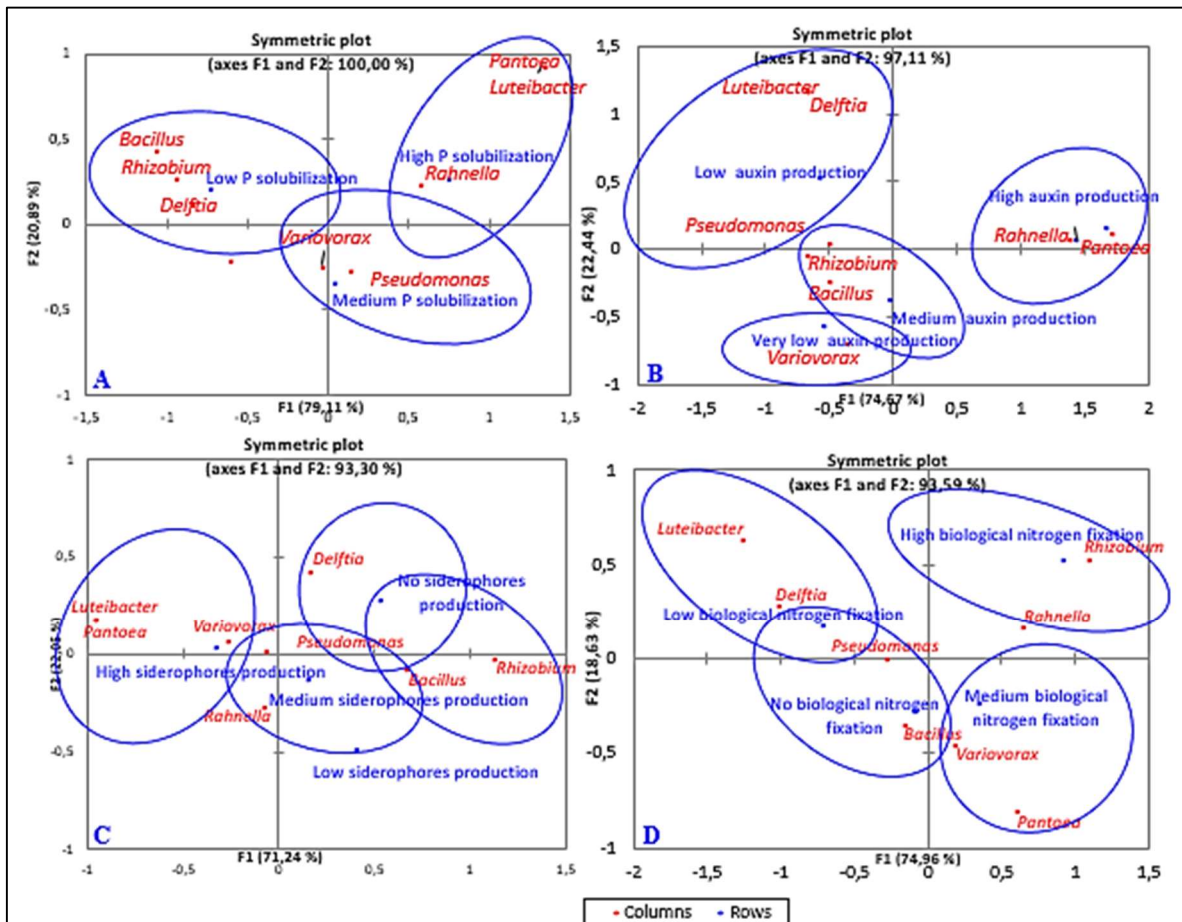 Symmetric plot
(axes F1 and F2: 100,00 %)
1
0,5
0
-0,5
-1
F2 (20,89 %)
Pantoea
Luteibacter
Bacillus
Rhizobium
High P solubilization
Low P solubilization
Rahnella
Delftia
Variovorax
Pseudomonas
Medium P solubilization
A
-1,5
-1
-0,5
0
0,5
1
1,5
F1 (79,11 %)
Symmetric plot
(axes F1 and F2: 97,11 %)
1,5
1
0,5
0
-0,5
-1
F2 (22,44 %)
Luteibacter
Delftia
Low auxin production
High auxin production
Pseudomonas
Rahnella
Pantoea
Rhizobium
Bacillus
Medium auxin production
Very low auxin production
Variovorax
B
-2
-1,5
-1
-0,5
0
0,5
1
1,5
2
F1 (74,67 %)
Symmetric plot
(axes F1 and F2: 93,30 %)
1
0,5
0
-0,5
-1
Delftia
No siderophores
production
Luteibacter
Pantoea
Variovorax
Pseudomonas
High siderophores production
Bacillus
Rhizobium
Medium siderophores production
Rahnella
Low siderophores production
C
-1
-0,5
0
0,5
1
1,5
F1 (71,24 %)
Symmetric plot
(axes F1 and F2: 93,59 %)
1
0,5
0
-0,5
-1
F2 (18,63 %)
Luteibacter
High biological nitrogen fixation
Rhizobium
Delftia
Low biological nitrogen fixation
Rahnella
Pseudomonas
No biological nitrogen
fixation
Medium biological
nitrogen fixation
Bacillus
Variovorax
Pantoea
D
-2
-1,5
-1
-0,5
0
0,5
1
1,5
2
F1 (74,96 %)
Columns
Rows